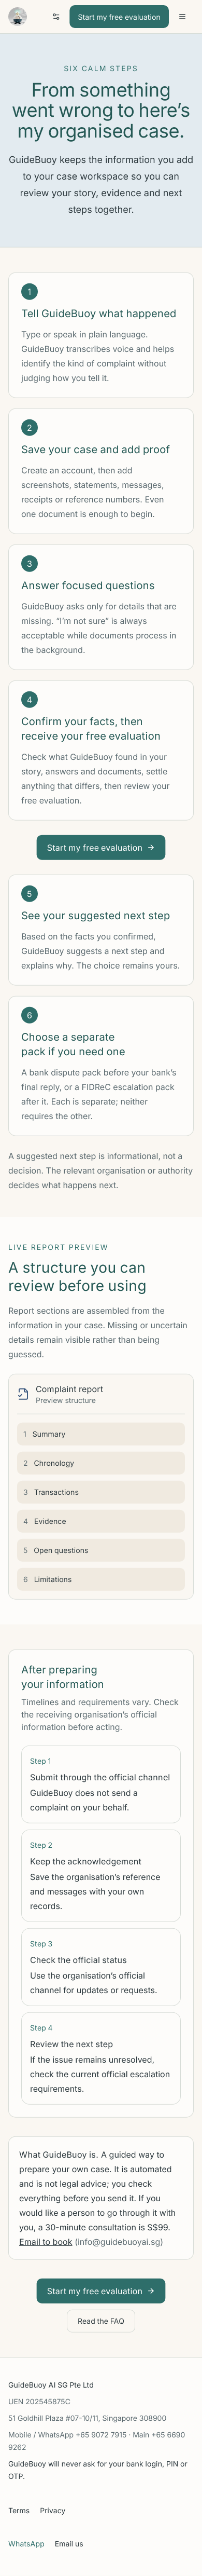 Start my free evaluation
SIX CALM STEPS
From something
went wrong to here’s
my organised case.
GuideBuoy keeps the information you add
to your case workspace so you can
review your story, evidence and next
steps together.
1
Tell GuideBuoy what happened
Type or speak in plain language.
GuideBuoy transcribes voice and helps
identify the kind of complaint without
judging how you tell it.
2
Save your case and add proof
Create an account, then add
screenshots, statements, messages,
receipts or reference numbers. Even
one document is enough to begin.
3
Answer focused questions
GuideBuoy asks only for details that are
missing. “I’m not sure” is always
acceptable while documents process in
the background.
4
Confirm your facts, then
receive your free evaluation
Check what GuideBuoy found in your
story, answers and documents, settle
anything that differs, then review your
free evaluation.
Start my free evaluation →
5
See your suggested next step
Based on the facts you confirmed,
GuideBuoy suggests a next step and
explains why. The choice remains yours.
6
Choose a separate
pack if you need one
A bank dispute pack before your bank’s
final reply, or a FIDReC escalation pack
after it. Each is separate; neither
requires the other.
A suggested next step is informational, not a
decision. The relevant organisation or authority
decides what happens next.
LIVE REPORT PREVIEW
A structure you can
review before using
Report sections are assembled from the
information in your case. Missing or uncertain
details remain visible rather than being
guessed.
Complaint report
Preview structure
1 Summary
2 Chronology
3 Transactions
4 Evidence
5 Open questions
6 Limitations
After preparing
your information
Timelines and requirements vary. Check
the receiving organisation’s official
information before acting.
Step 1
Submit through the official channel
GuideBuoy does not send a
complaint on your behalf.
Step 2
Keep the acknowledgement
Save the organisation’s reference
and messages with your own
records.
Step 3
Check the official status
Use the organisation’s official
channel for updates or requests.
Step 4
Review the next step
If the issue remains unresolved,
check the current official escalation
requirements.
What GuideBuoy is. A guided way to
prepare your own case. It is automated
and is not legal advice; you check
everything before you send it. If you
would like a person to go through it with
you, a 30-minute consultation is S$99.
Email to book (info@guidebuoyai.sg)
Start my free evaluation →
Read the FAQ
GuideBuoy AI SG Pte Ltd
UEN 202545875C
51 Goldhill Plaza #07-10/11, Singapore 308900
Mobile / WhatsApp +65 9072 7915 · Main +65 6690
9262
GuideBuoy will never ask for your bank login, PIN or
OTP.
Terms Privacy
WhatsApp Email us